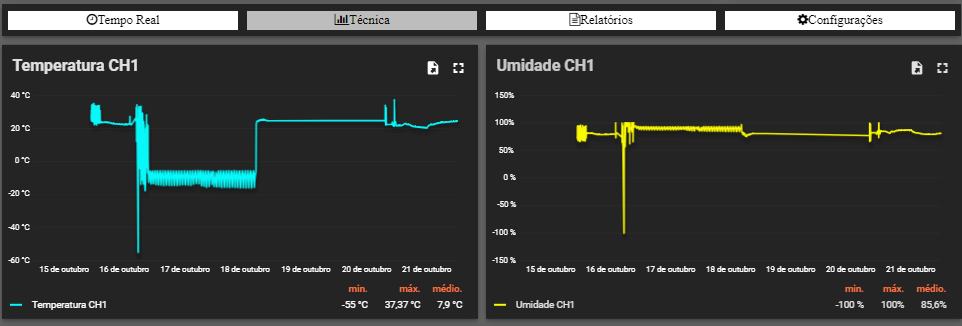 Tempo Real
Técnica
Relatórios
Configurações
Temperatura CH1
40 °C
20 °C
0 °C
-20 °C
-40 °C
-60 °C
15 de outubro 16 de outubro 17 de outubro 18 de outubro 19 de outubro 20 de outubro 21 de outubro
min. máx. médio.
Temperatura CH1 -55 °C 37,37 °C 7,9 °C
Umidade CH1
150%
100%
50%
0 %
-50 %
-100 %
-150 %
15 de outubro 16 de outubro 17 de outubro 18 de outubro 19 de outubro 20 de outubro 21 de outubro
min. máx. médio.
Umidade CH1 -100 % 100% 85,6%